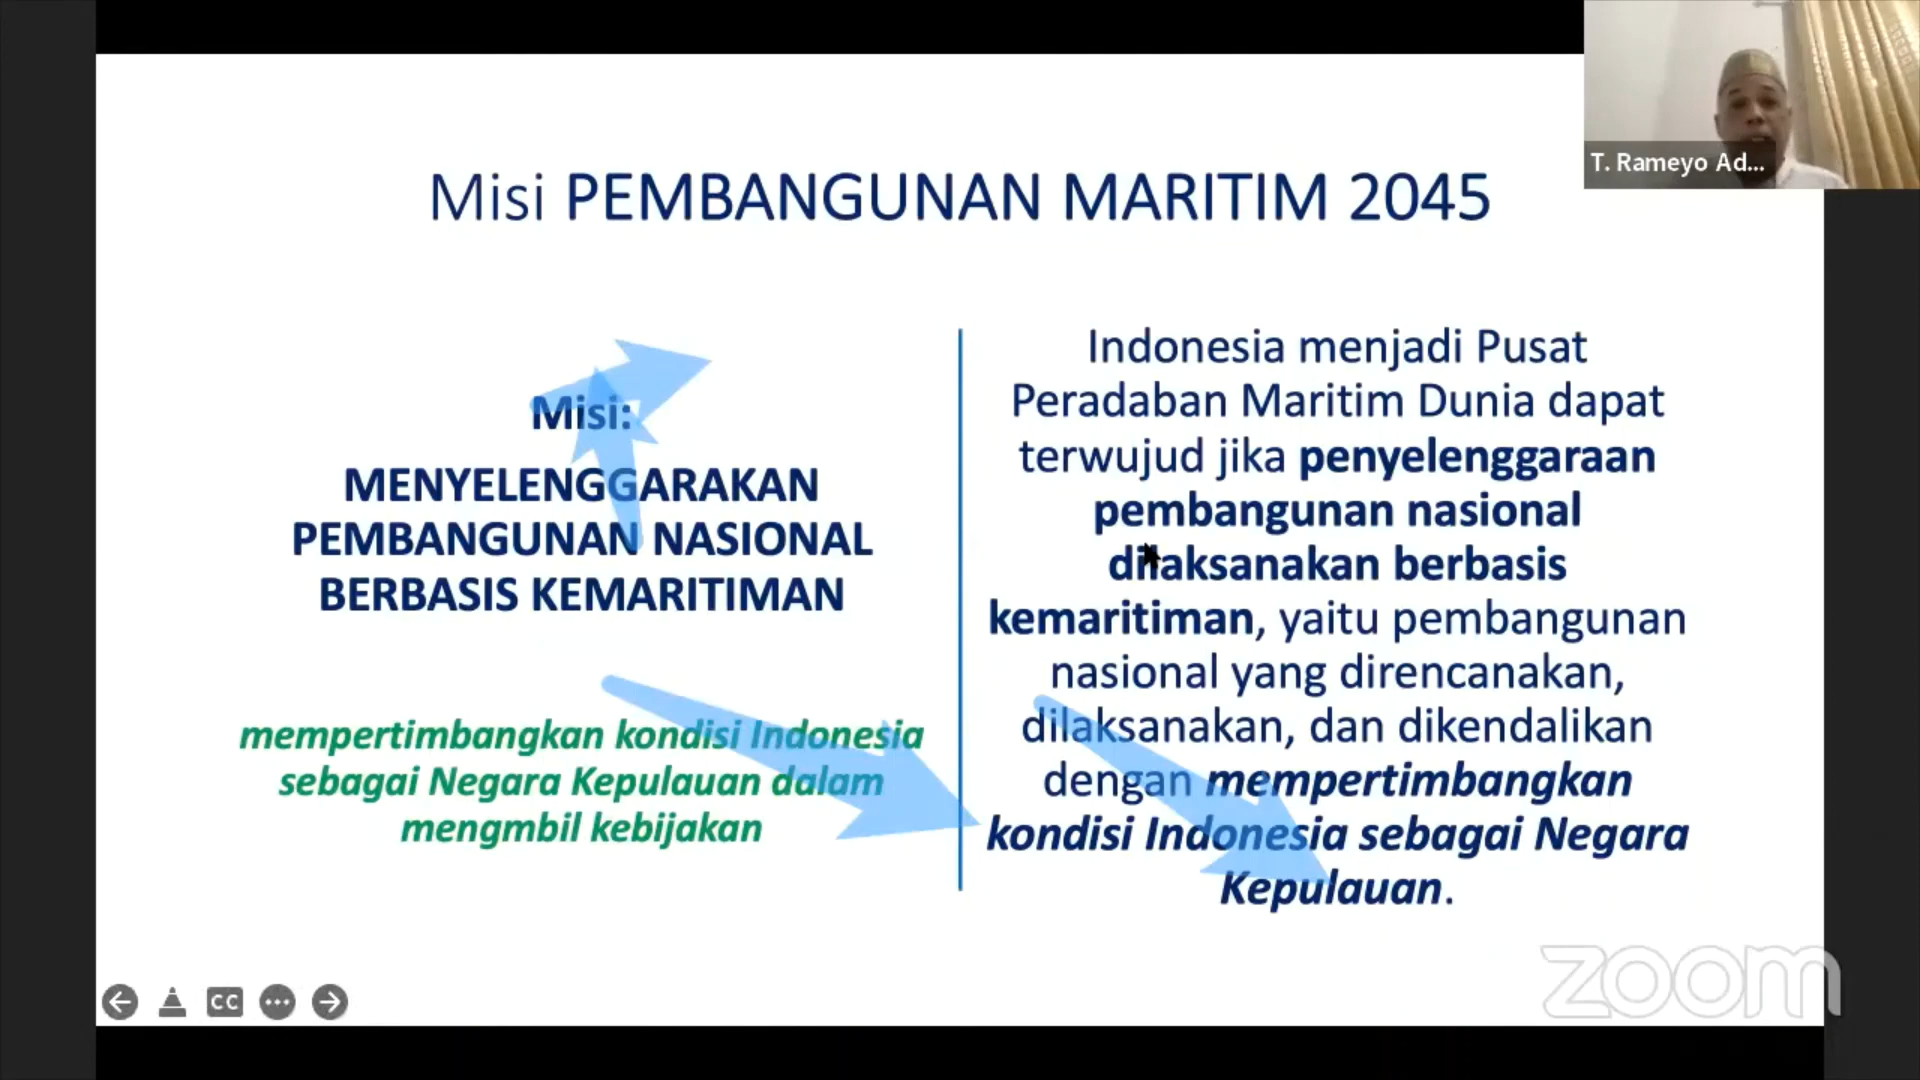 T. Rameyo Ad...
Misi PEMBANGUNAN MARITIM 2045
Misi:
MENYELENGGARAKAN
PEMBANGUNAN NASIONAL
BERBASIS KEMARITIMAN
mempertimbangkan kondisi Indonesia
sebagai Negara Kepulauan dalam
mengmbil kebijakan
Indonesia menjadi Pusat
Peradaban Maritim Dunia dapat
terwujud jika penyelenggaraan
pembangunan nasional
dilaksanakan berbasis
kemaritiman, yaitu pembangunan
nasional yang direncanakan,
dilaksanakan, dan dikendalikan
dengan mempertimbangkan
kondisi Indonesia sebagai Negara
Kepulauan.
CC
zoom